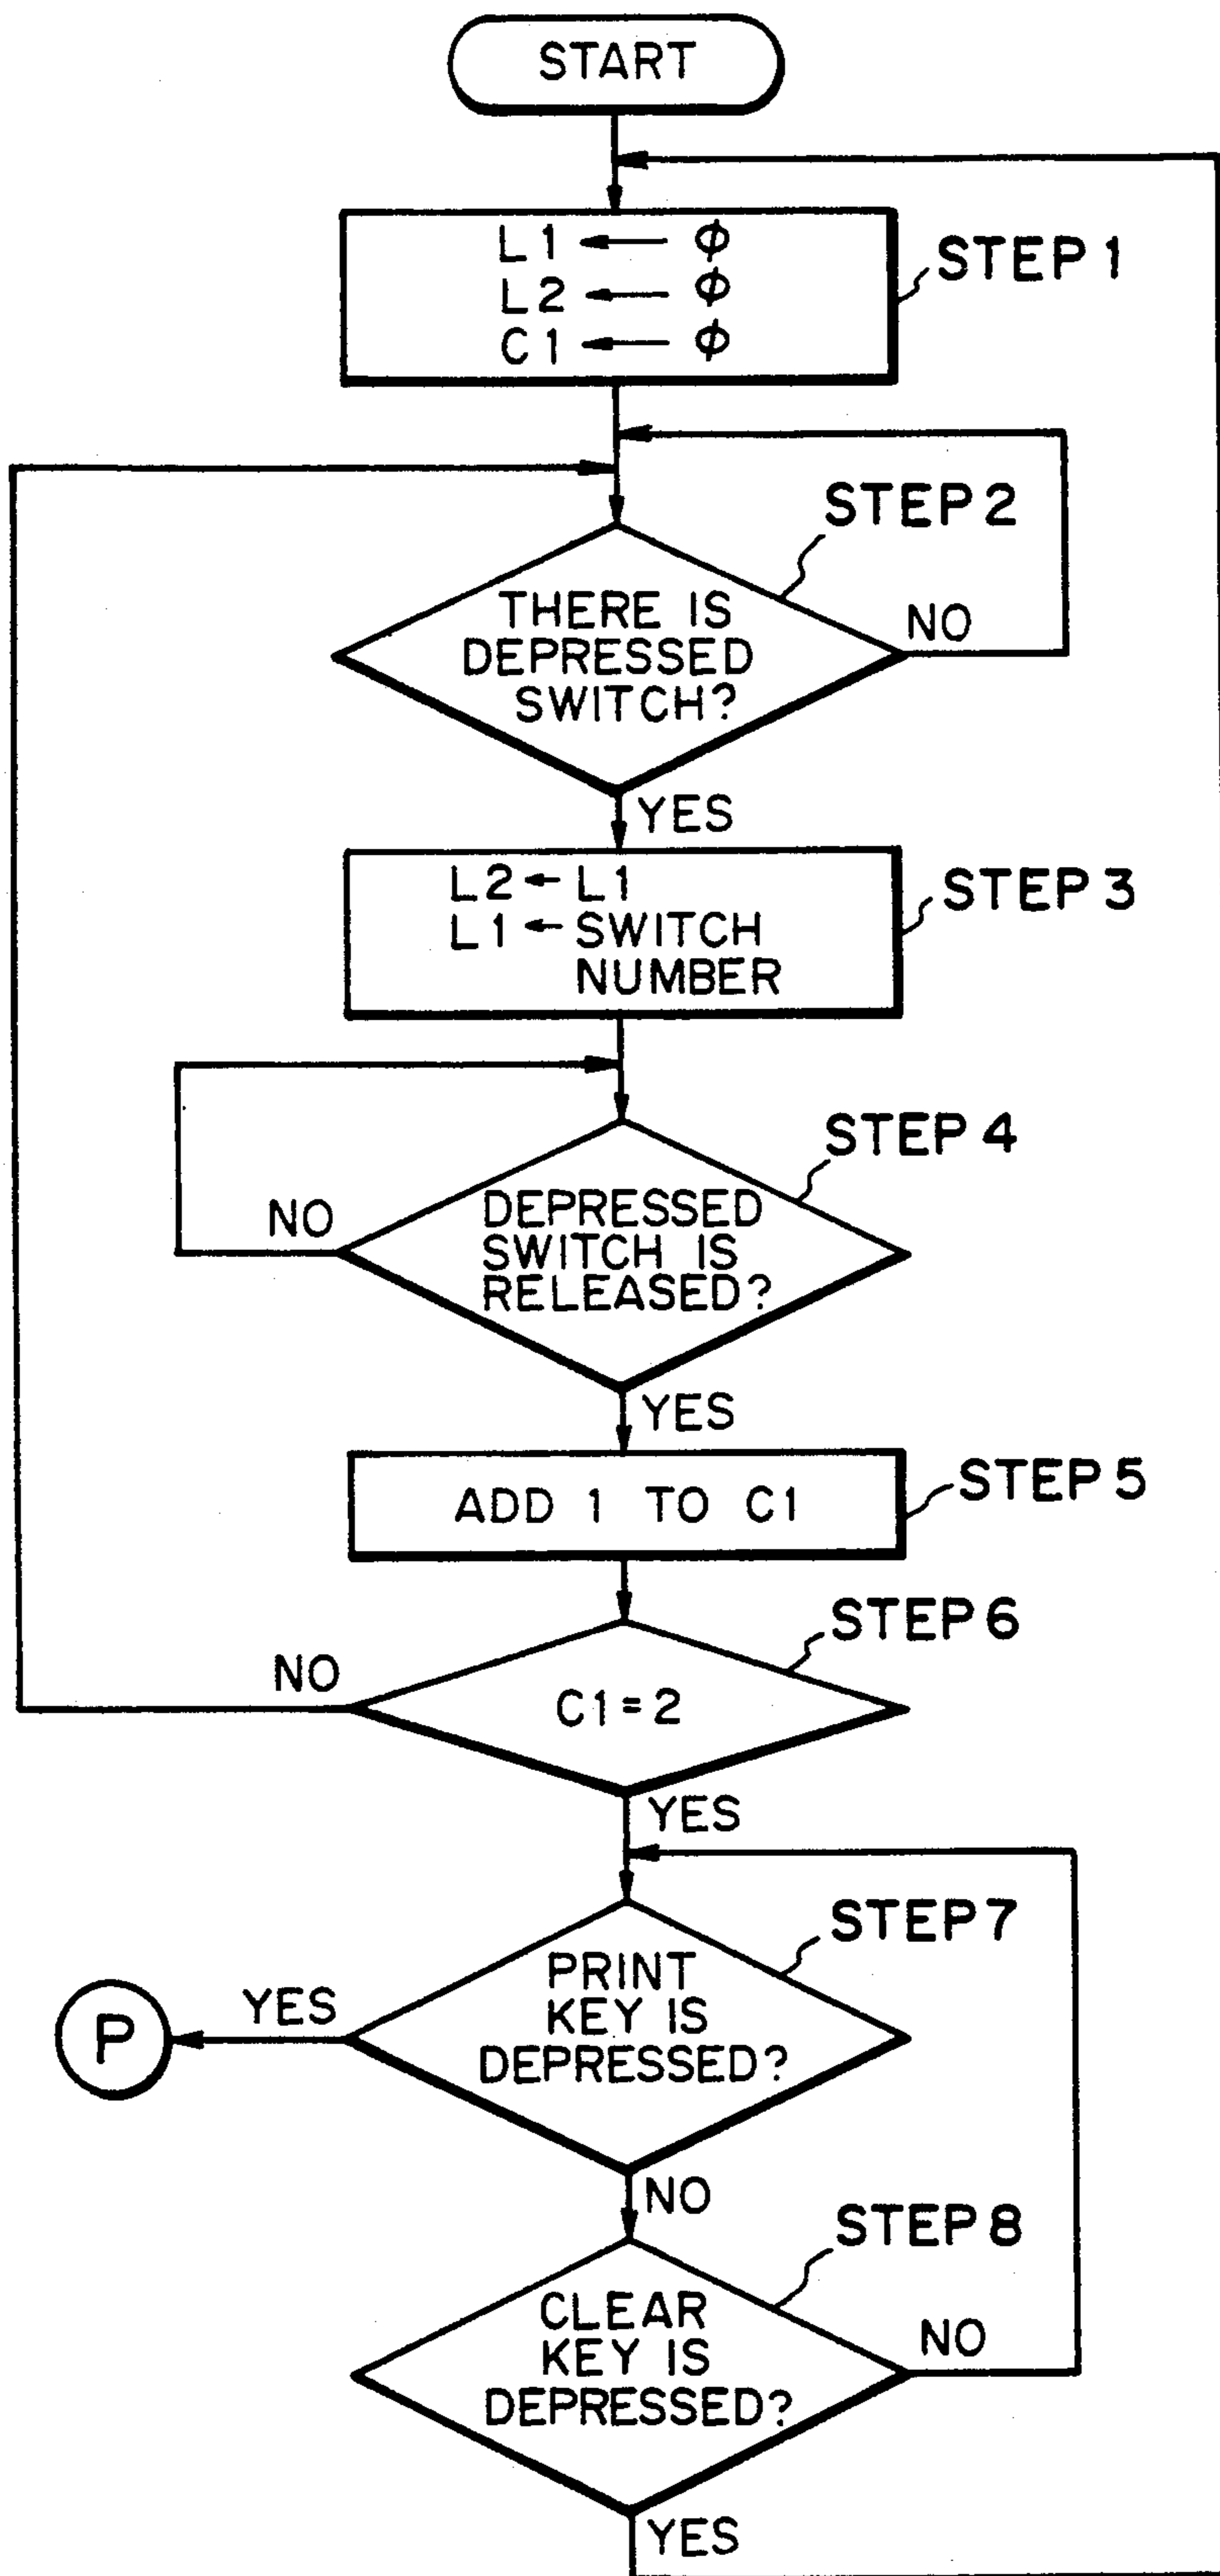 START
L1 ← φ
L2 ← φ
C1 ← φ
STEP 1
STEP 2
THERE IS
DEPRESSED
SWITCH?
NO
YES
L2 ← L1
L1 ← SWITCH
NUMBER
STEP 3
STEP 4
NO
DEPRESSED
SWITCH IS
RELEASED?
YES
ADD 1 TO C1
STEP 5
STEP 6
NO
C1 = 2
YES
STEP 7
P
YES
PRINT
KEY IS
DEPRESSED?
NO
STEP 8
CLEAR
KEY IS
DEPRESSED?
NO
YES